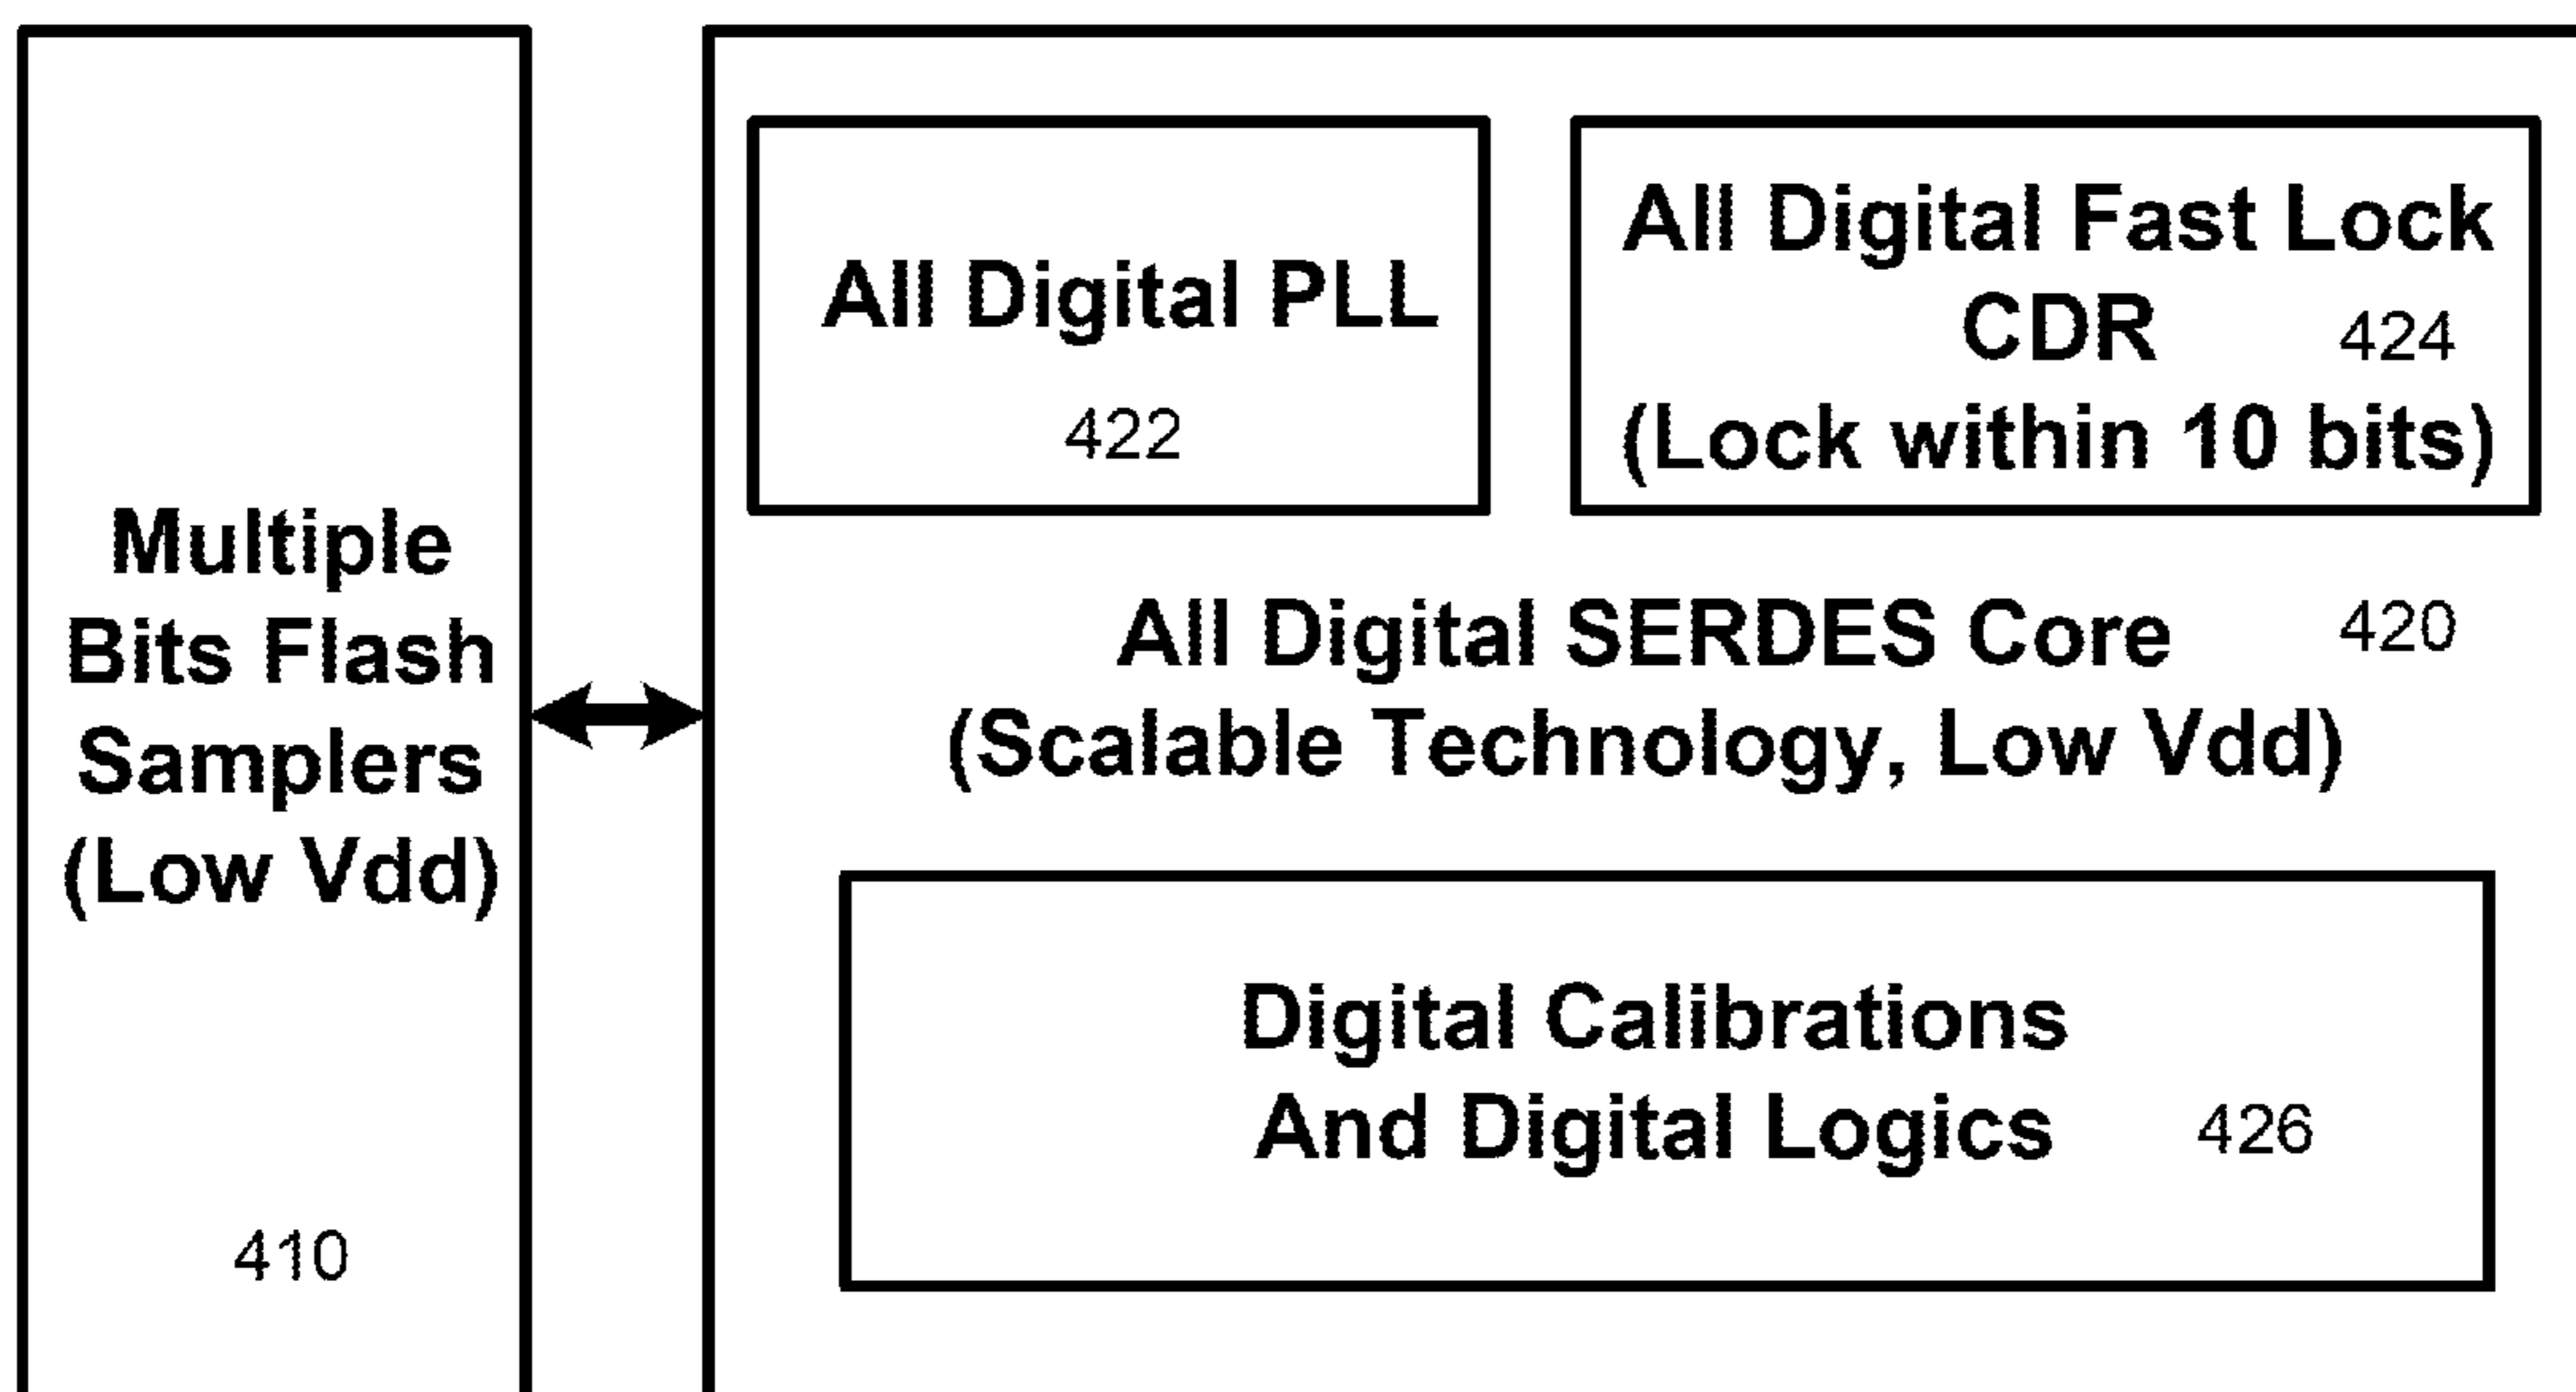 Multiple
Bits Flash
Samplers
(Low Vdd)
410
All Digital PLL
422
All Digital Fast Lock
CDR 424
(Lock within 10 bits)
All Digital SERDES Core 420
(Scalable Technology, Low Vdd)
Digital Calibrations
And Digital Logics 426